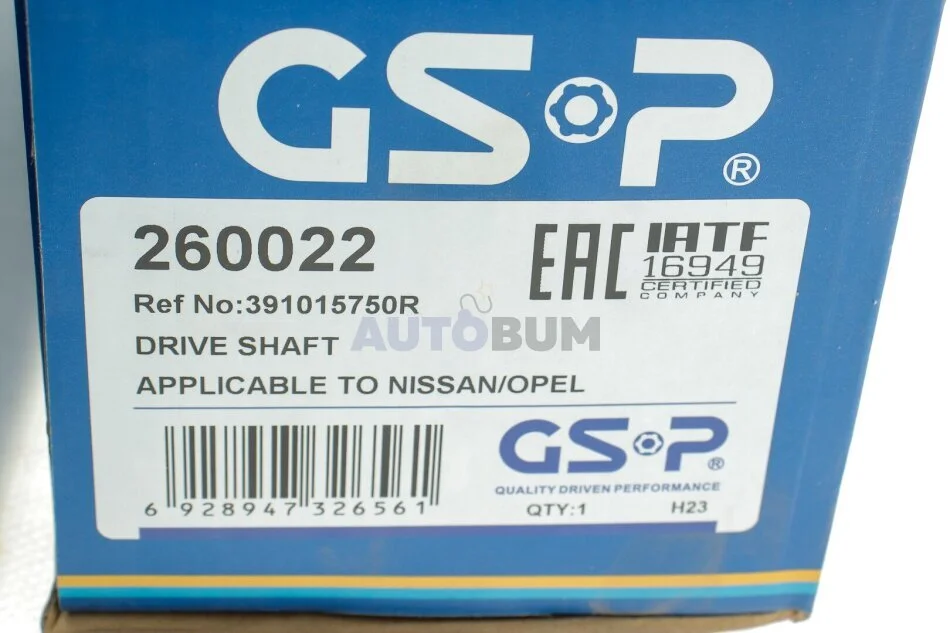 GSP®
260022
Ref No:391015750R
DRIVE SHAFT
APPLICABLE TO NISSAN/OPEL
EAC
IATF
16949
CERTIFIED
COMPANY
AUTOBUM
6 928947 326561
GSP®
QUALITY DRIVEN PERFORMANCE
QTY:1 H23